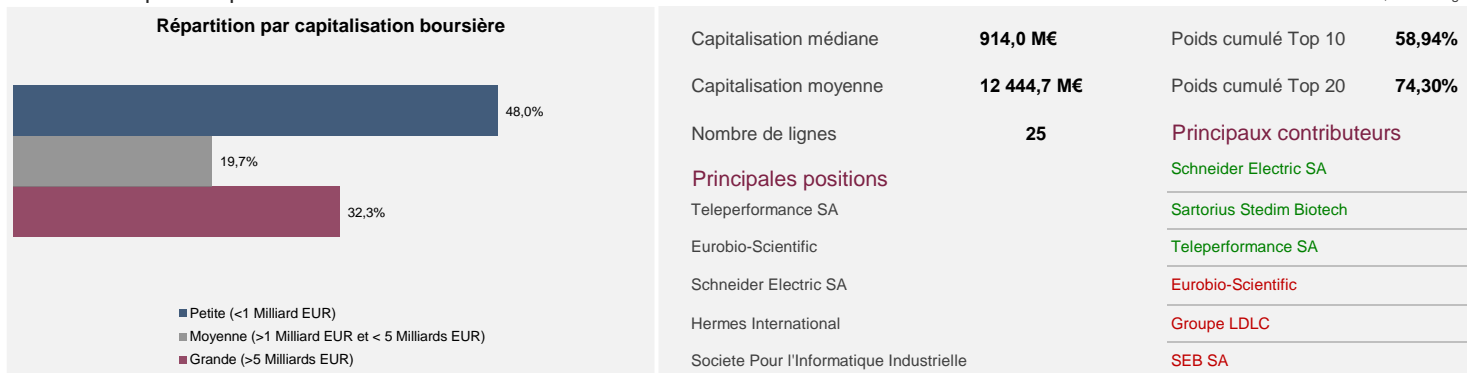 Répartition par capitalisation boursière
48,0%
19,7%
32,3%
Petite (<1 Milliard EUR)
Moyenne (>1 Milliard EUR et < 5 Milliards EUR)
Grande (>5 Milliards EUR)
Capitalisation médiane 914,0 M€
Capitalisation moyenne 12 444,7 M€
Nombre de lignes 25
Principales positions
Teleperformance SA
Eurobio-Scientific
Schneider Electric SA
Hermes International
Societe Pour l'Informatique Industrielle
Poids cumulé Top 10 58,94%
Poids cumulé Top 20 74,30%
Principaux contributeurs
Schneider Electric SA
Sartorius Stedim Biotech
Teleperformance SA
Eurobio-Scientific
Groupe LDLC
SEB SA